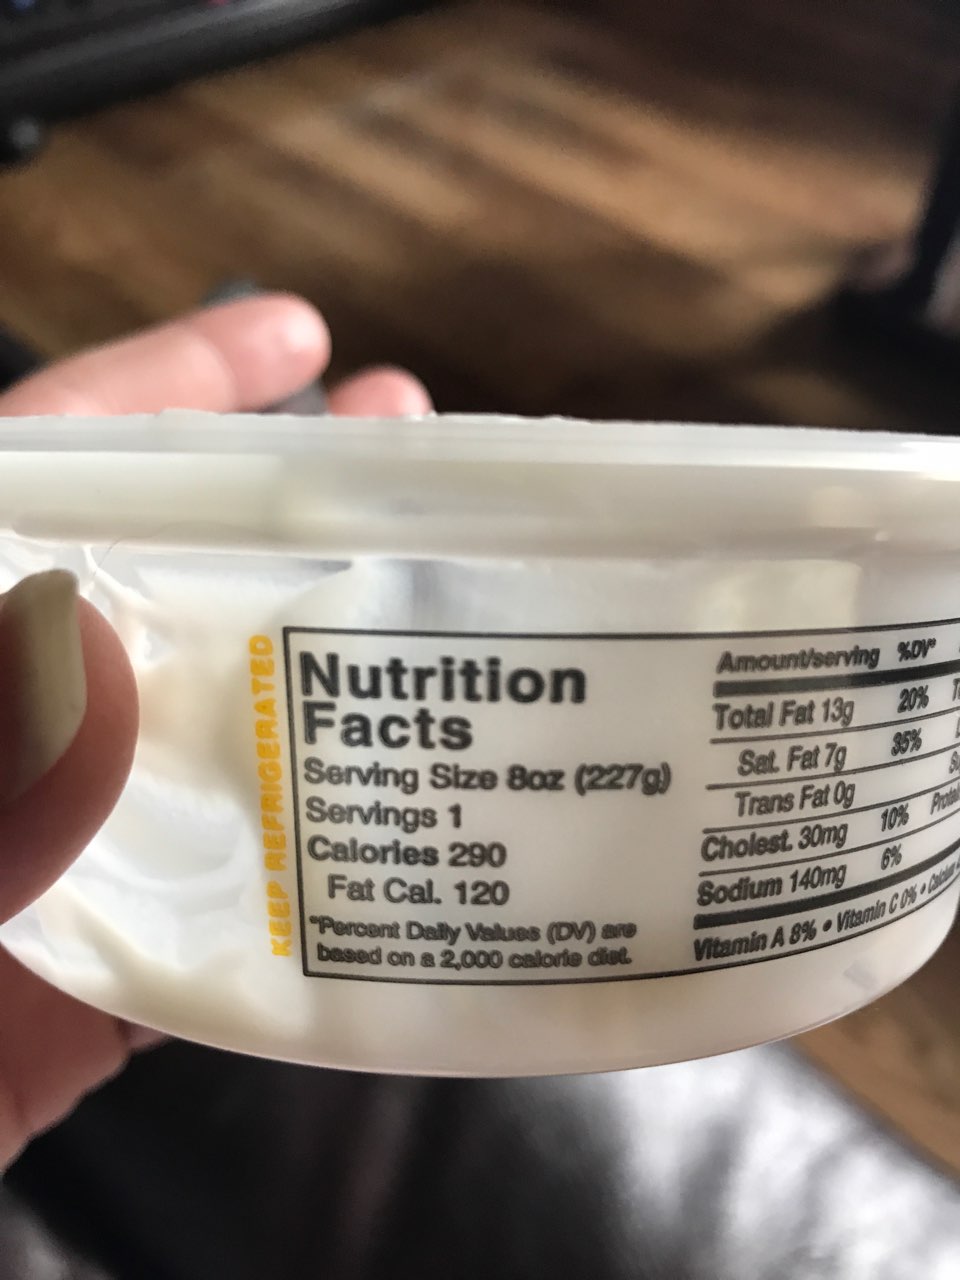 KEEP REFRIGERATED
Nutrition
Facts
Serving Size 8oz (227g)
Servings 1
Calories 290
Fat Cal. 120
*Percent Daily Values (DV) are
based on a 2,000 calorie diet.
Amount/serving %DV*
Total Fat 13g 20%
Sat. Fat 7g 35%
Trans Fat 0g
Cholest. 30mg 10%
Sodium 140mg 6%
Vitamin A 8% • Vitamin C 0% •